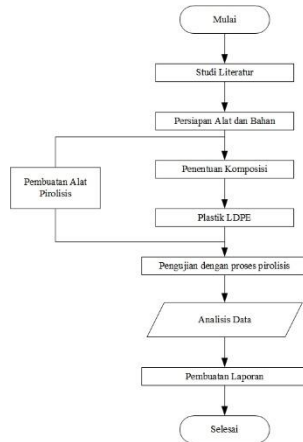 Mulai
Studi Literatur
Persiapan Alat dan Bahan
Pembuatan Alat
Pirolisis
Penentuan Komposisi
Plastik LDPE
Pengujian dengan proses pirolisis
Analisis Data
Pembuatan Laporan
Selesai